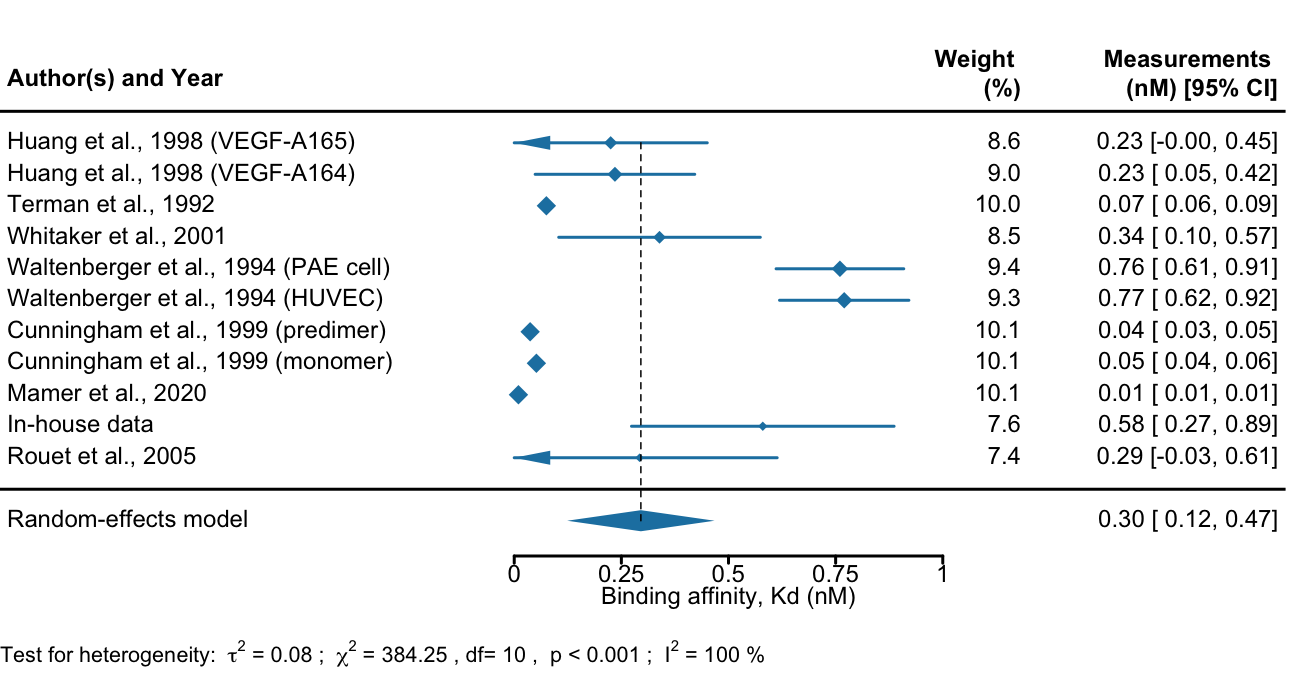 Author(s) and Year Weight (%) Measurements (nM) [95% CI]
Huang et al., 1998 (VEGF-A165) 8.6 0.23 [-0.00, 0.45]
Huang et al., 1998 (VEGF-A164) 9.0 0.23 [ 0.05, 0.42]
Terman et al., 1992 10.0 0.07 [ 0.06, 0.09]
Whitaker et al., 2001 8.5 0.34 [ 0.10, 0.57]
Waltenberger et al., 1994 (PAE cell) 9.4 0.76 [ 0.61, 0.91]
Waltenberger et al., 1994 (HUVEC) 9.3 0.77 [ 0.62, 0.92]
Cunningham et al., 1999 (predimer) 10.1 0.04 [ 0.03, 0.05]
Cunningham et al., 1999 (monomer) 10.1 0.05 [ 0.04, 0.06]
Mamer et al., 2020 10.1 0.01 [ 0.01, 0.01]
In-house data 7.6 0.58 [ 0.27, 0.89]
Rouet et al., 2005 7.4 0.29 [-0.03, 0.61]
Random-effects model 0.30 [ 0.12, 0.47]
0 0.25 0.5 0.75 1
Binding affinity, Kd (nM)
Test for heterogeneity: τ² = 0.08 ; χ² = 384.25 , df= 10 , p < 0.001 ; I² = 100 %